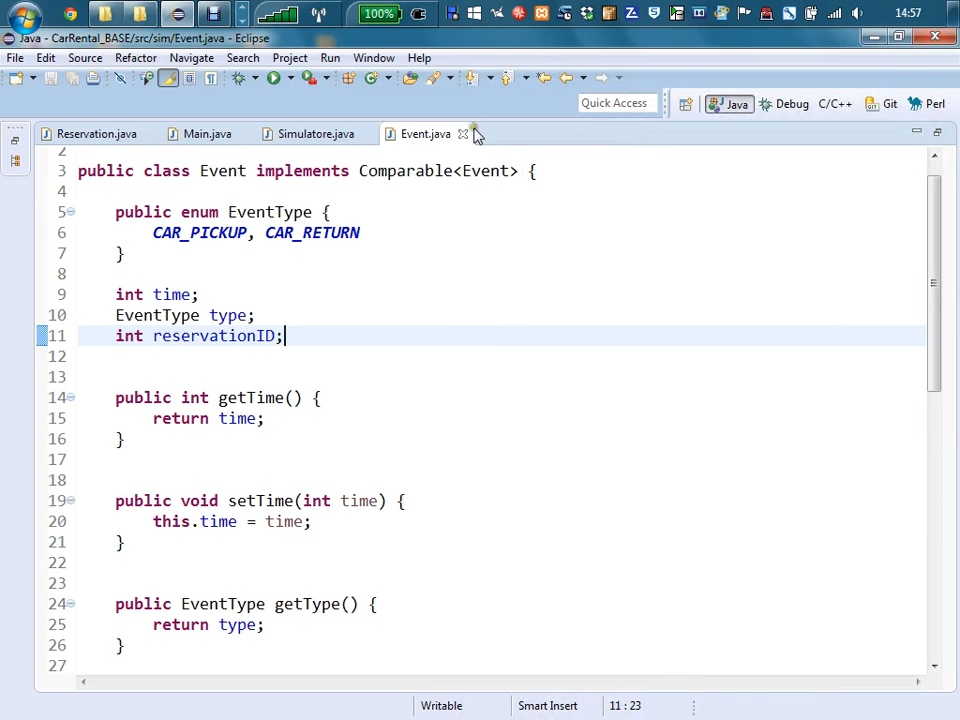 100%
14:57
Java - CarRental_BASE/src/sim/Event.java - Eclipse
File Edit Source Refactor Navigate Search Project Run Window Help
Quick Access
Java
Debug
C/C++
Git
Perl
Reservation.java
Main.java
Simulatore.java
Event.java
2
3 public class Event implements Comparable<Event> {
4
5 public enum EventType {
6 CAR_PICKUP, CAR_RETURN
7 }
8
9 int time;
10 EventType type;
11 int reservationID;
12
13
14 public int getTime() {
15 return time;
16 }
17
18
19 public void setTime(int time) {
20 this.time = time;
21 }
22
23
24 public EventType getType() {
25 return type;
26 }
27
Writable
Smart Insert
11 : 23